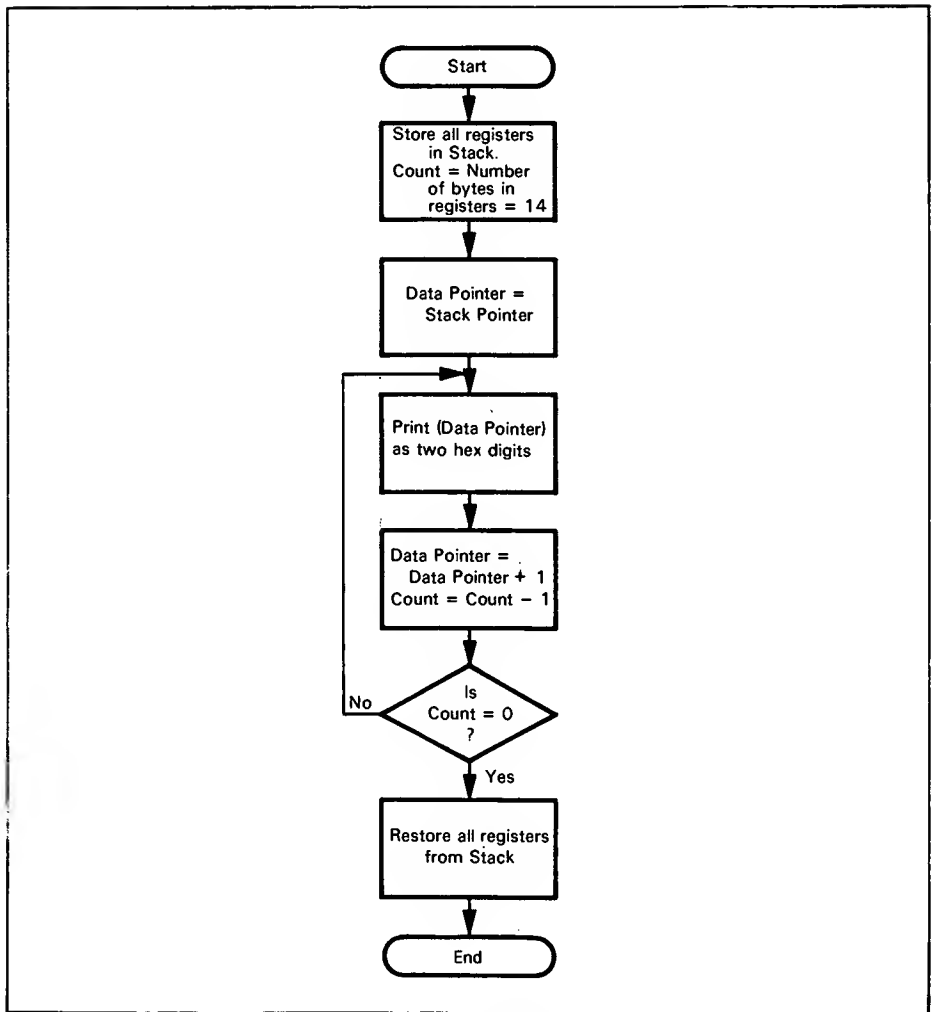 Start
Store all registers
in Stack.
Count = Number
of bytes in
registers = 14
Data Pointer =
Stack Pointer
Print (Data Pointer)
as two hex digits
Data Pointer =
Data Pointer + 1
Count = Count - 1
Is
Count = 0
?
No
Yes
Restore all registers
from Stack
End